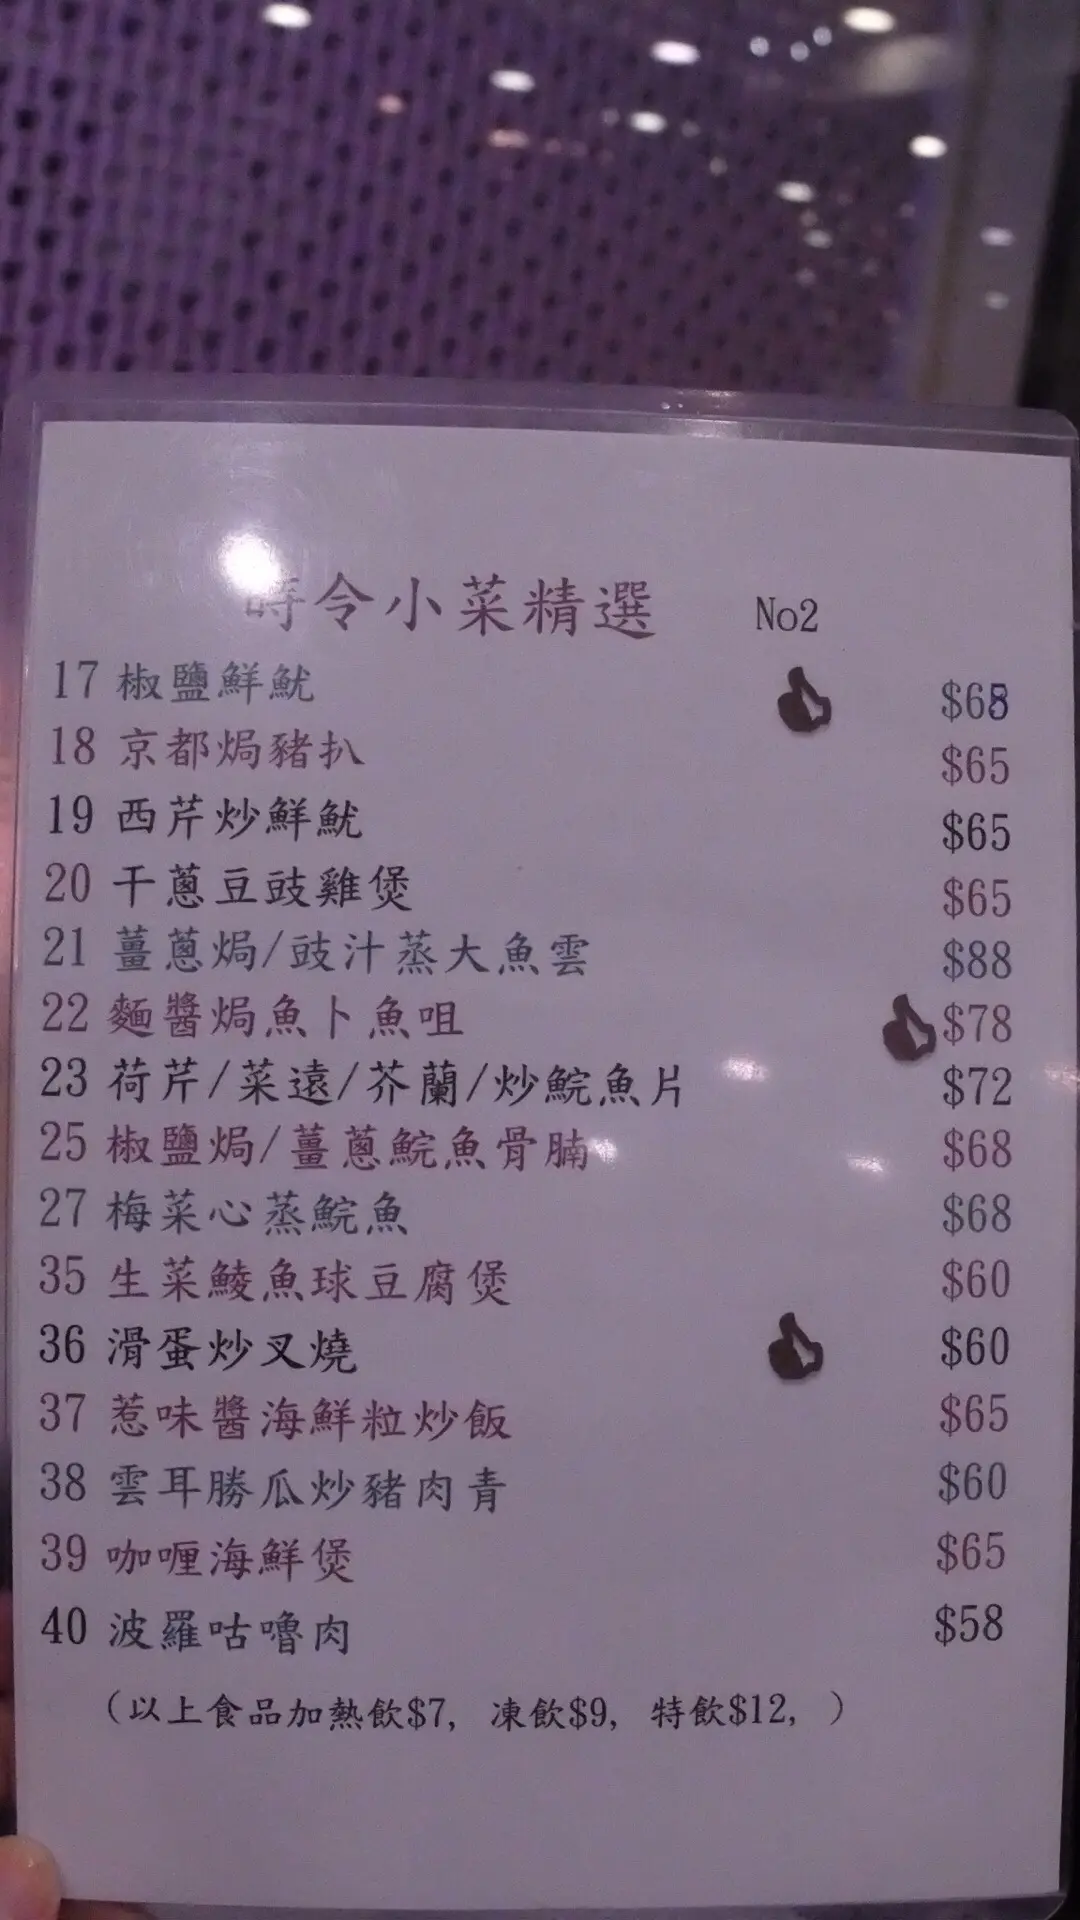 時令小菜精選 No2
17 椒鹽鮮魷 $68
18 京都焗豬扒 $65
19 西芹炒鮮魷 $65
20 干蔥豆豉雞煲 $65
21 薑蔥焗/豉汁蒸大魚雲 $88
22 麵醬焗魚卜魚咀 $78
23 荷芹/菜遠/芥蘭/炒鯇魚片 $72
25 椒鹽焗/薑蔥鯇魚骨腩 $68
27 梅菜心蒸鯇魚 $68
35 生菜鯪魚球豆腐煲 $60
36 滑蛋炒叉燒 $60
37 惹味醬海鮮粒炒飯 $65
38 雲耳勝瓜炒豬肉青 $60
39 咖喱海鮮煲 $65
40 波羅咕嚕肉 $58
（以上食品加熱飲$7, 凍飲$9, 特飲$12, ）